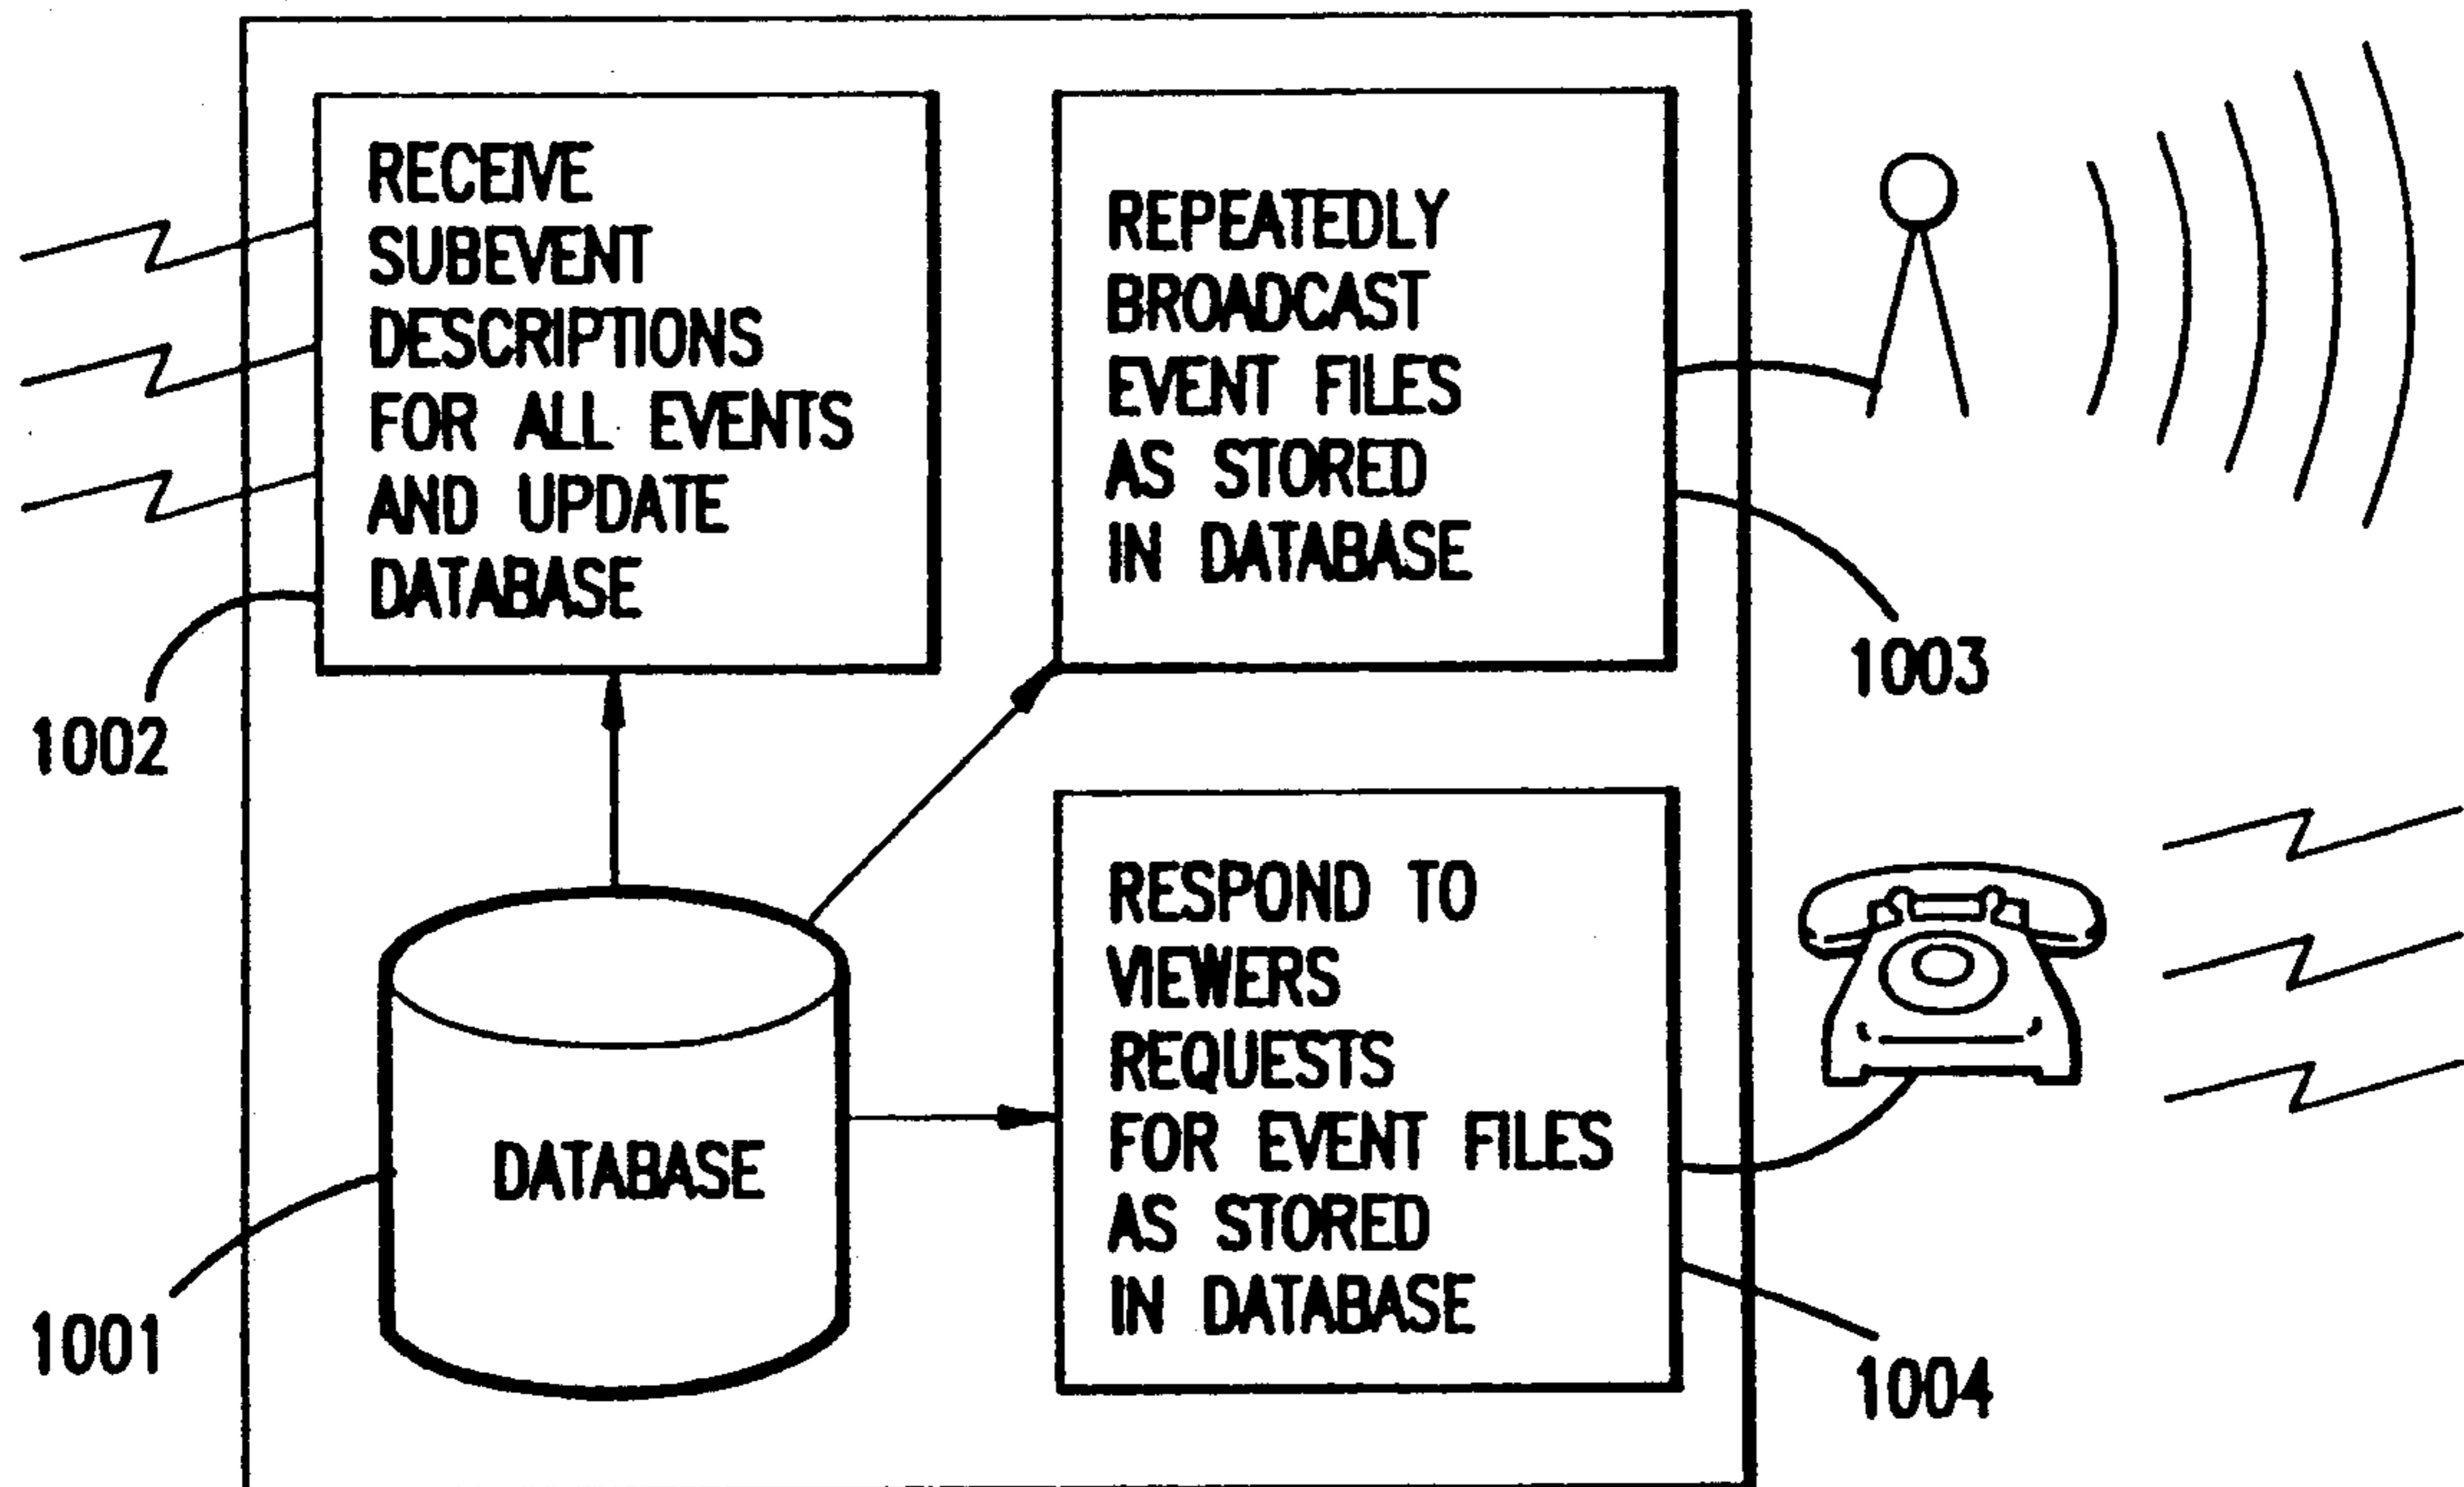 RECEIVE
SUBEVENT
DESCRIPTIONS
FOR ALL EVENTS
AND UPDATE
DATABASE
REPEATEDLY
BROADCAST
EVENT FILES
AS STORED
IN DATABASE
1003
1002
RESPOND TO
VIEWERS
REQUESTS
FOR EVENT FILES
AS STORED
IN DATABASE
DATABASE
1001
1004